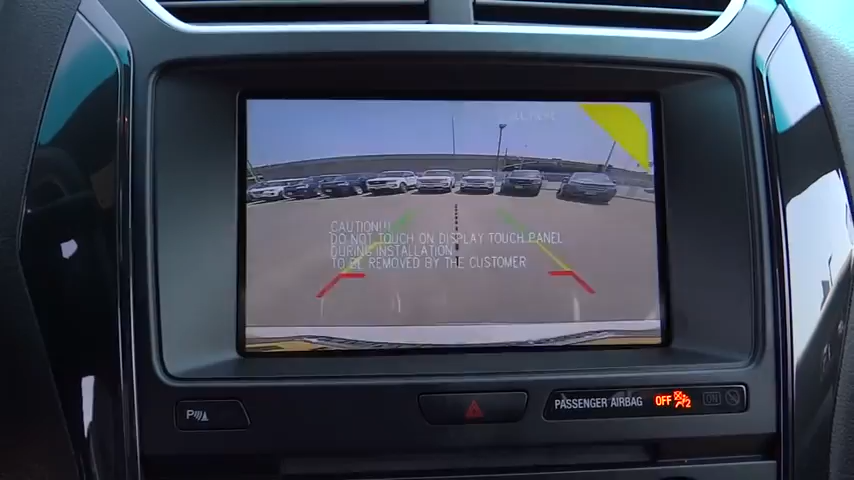 CAUTION!!!
DO NOT TOUCH ON DISPLAY TOUCH PANEL
DURING INSTALLATION
TO BE REMOVED BY THE CUSTOMER
P
PASSENGER AIRBAG OFF 2 ON